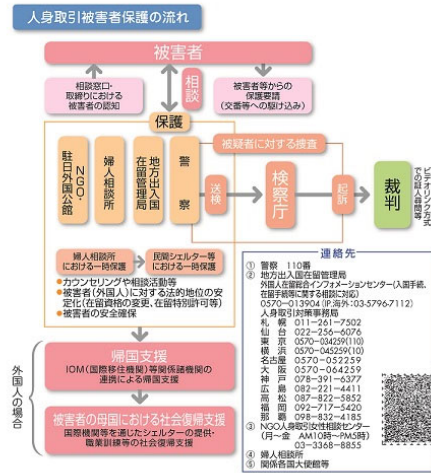 人身取引被害者保護の流れ
被害者
相談窓口・
取締りにおける
被害者の認知
相談
被害者等からの
保護要請
(交番等への駆け込み)
保護
NGO・
駐日外国公館
婦人相談所
地方出入国
在留管理局
警察
被疑者に対する捜査
送検
検察庁
起訴
裁判
ビデオリンク方式
での証人尋問等
婦人相談所
における一時保護
民間シェルター等
における一時保護
●カウンセリングや相談活動等
●被害者(外国人)に対する法的地位の安
定化(在留資格の変更、在留特別許可等)
●被害者の安全確保
外国人の場合
帰国支援
IOM(国際移住機関)等関係諸機関の
連携による帰国支援
被害者の母国における社会復帰支援
国際機関等を通じたシェルターの提供・
職業訓練等の社会復帰支援
連絡先
① 警察 110番
② 地方出入国在留管理局
外国人在留総合インフォメーションセンター(入国手続、
在留手続等に関する相談に対応)
0570-013904(IP、海外:03-5796-7112)
人身取引対策事務局
札幌 011-261-7502
仙台 022-256-6076
東京 0570-034259(110)
横浜 0570-045259(10)
名古屋 0570-052259
大阪 0570-064259
神戸 078-391-6377
広島 082-221-4411
高松 087-822-5852
福岡 092-717-5420
那覇 098-832-4185
③ NGO人身取引女性相談センター
(月〜金 AM10時〜PM5時)
03-3368-8855
④ 婦人相談所
⑤ 関係各国大使館等